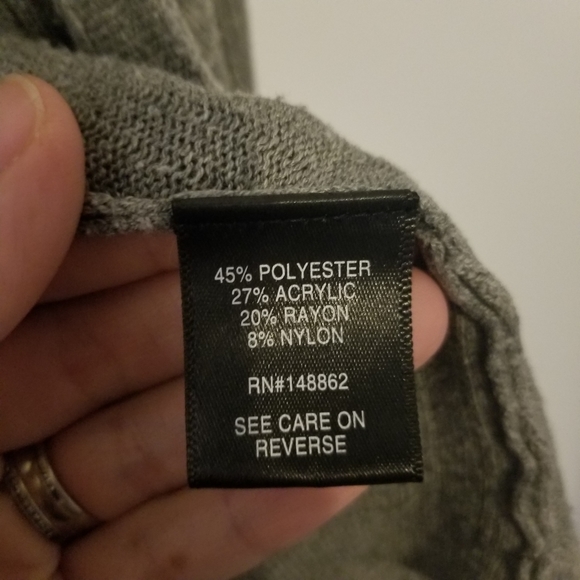 45% POLYESTER
27% ACRYLIC
20% RAYON
8% NYLON
RN#148862
SEE CARE ON
REVERSE